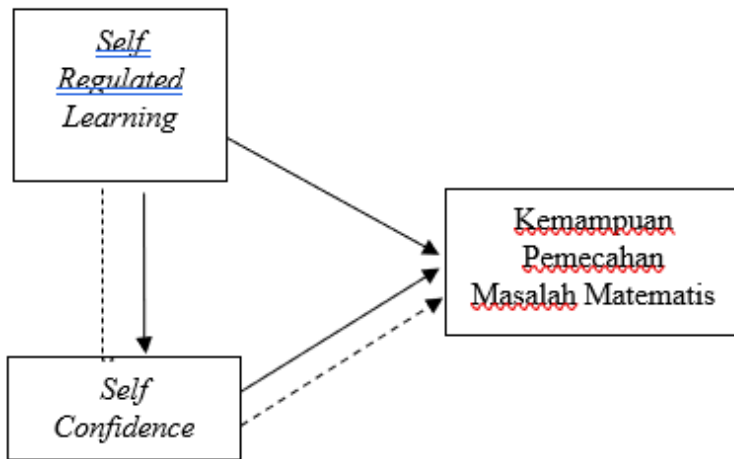 Self
Regulated
Learning
Kemampuan
Pemecahan
Masalah Matematis
Self
Confidence